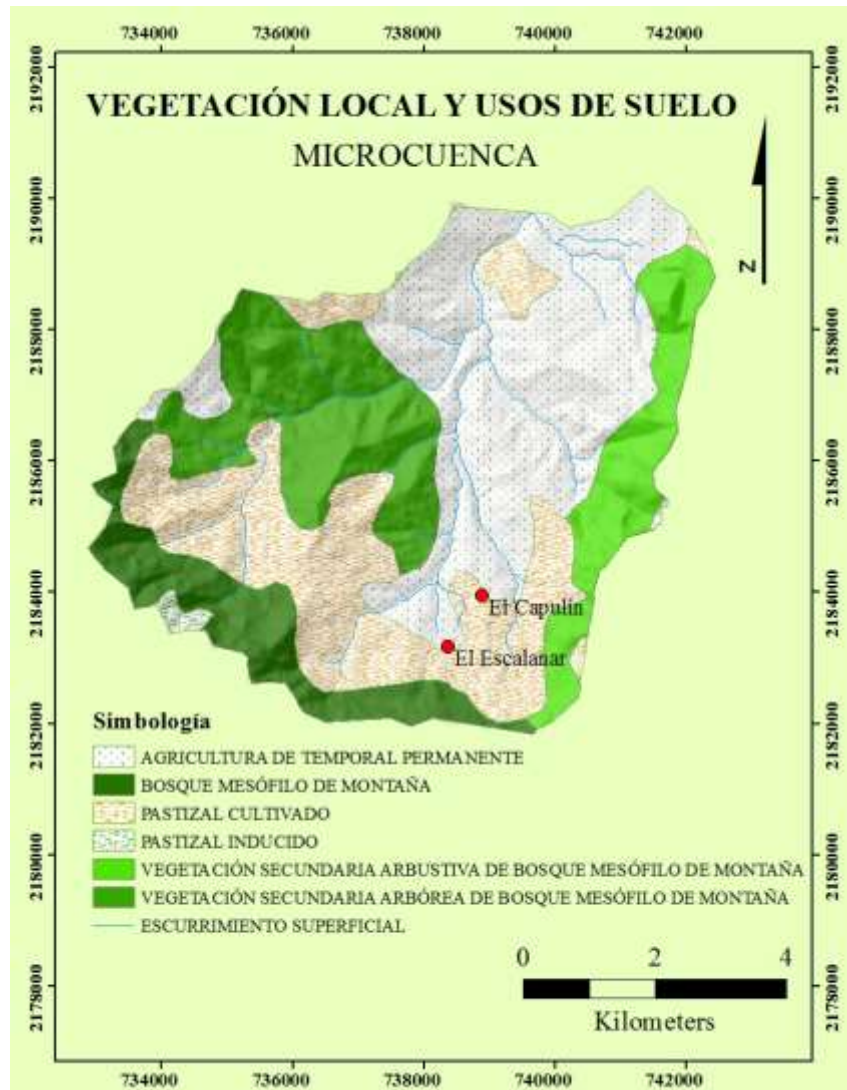 734000 736000 738000 740000 742000
VEGETACIÓN LOCAL Y USOS DE SUELO
MICROCUENCA
N
2192000
2190000
2188000
2186000
2184000
2182000
2180000
2178000
2192000
2190000
2188000
2186000
2184000
2182000
2180000
2178000
El Capulín
El Escalanar
Simbología
AGRICULTURA DE TEMPORAL PERMANENTE
BOSQUE MESÓFILO DE MONTAÑA
PASTIZAL CULTIVADO
PASTIZAL INDUCIDO
VEGETACIÓN SECUNDARIA ARBUSTIVA DE BOSQUE MESÓFILO DE MONTAÑA
VEGETACIÓN SECUNDARIA ARBÓREA DE BOSQUE MESÓFILO DE MONTAÑA
ESCURRIMIENTO SUPERFICIAL
0 2 4
Kilometers
734000 736000 738000 740000 742000